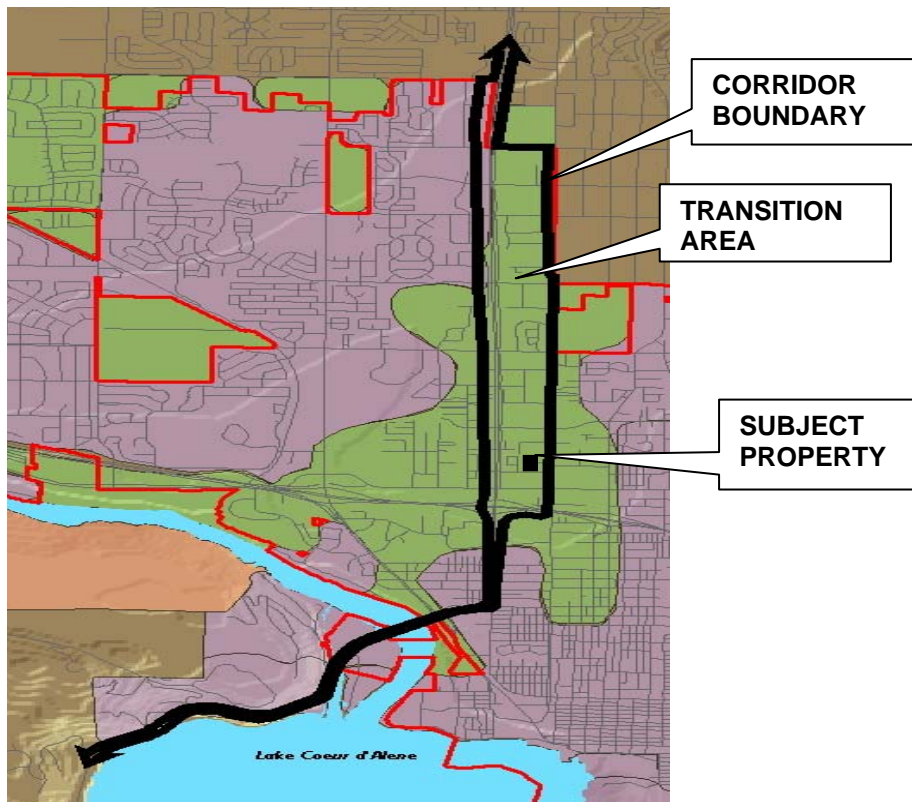 CORRIDOR
BOUNDARY
TRANSITION
AREA
SUBJECT
PROPERTY
Lake Coeur d'Alene